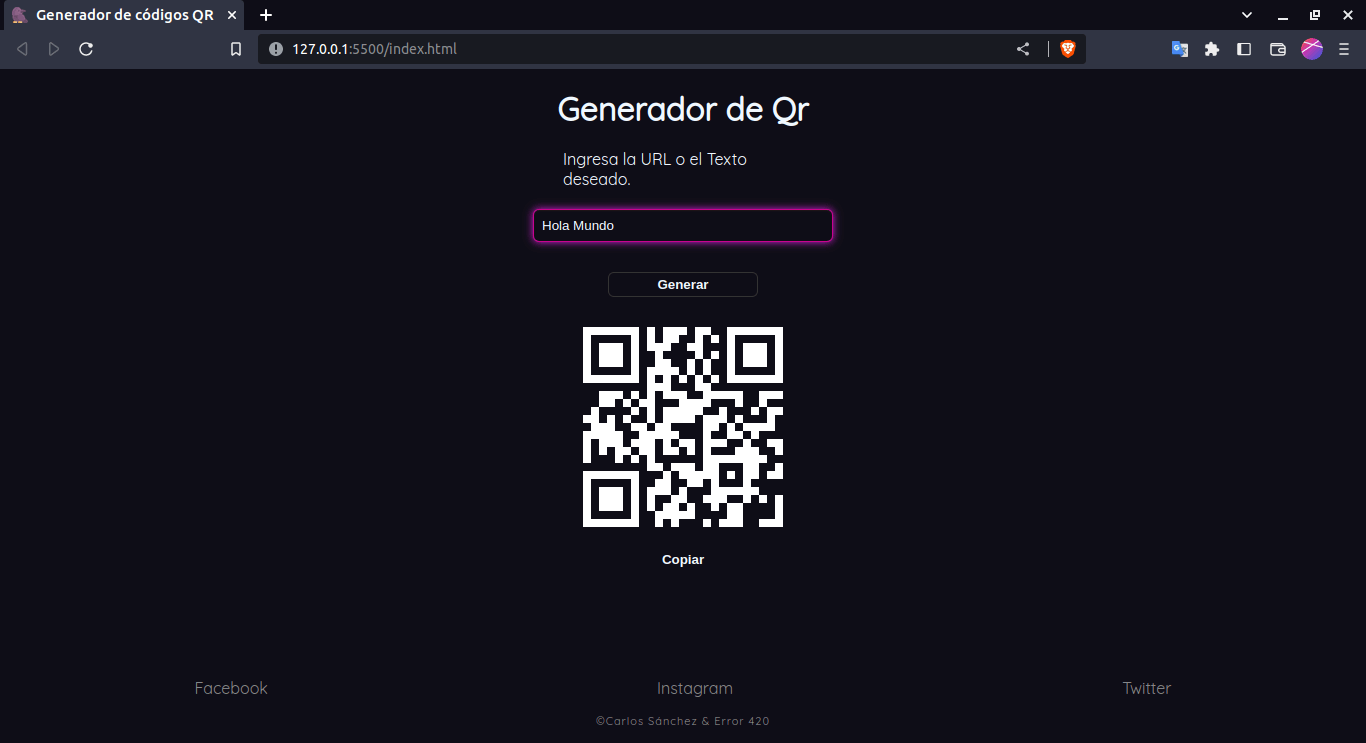 Generador de códigos QR
127.0.0.1:5500/index.html
Generador de Qr
Ingresa la URL o el Texto
deseado.
Hola Mundo
Generar
Copiar
Facebook Instagram Twitter
©Carlos Sánchez & Error 420